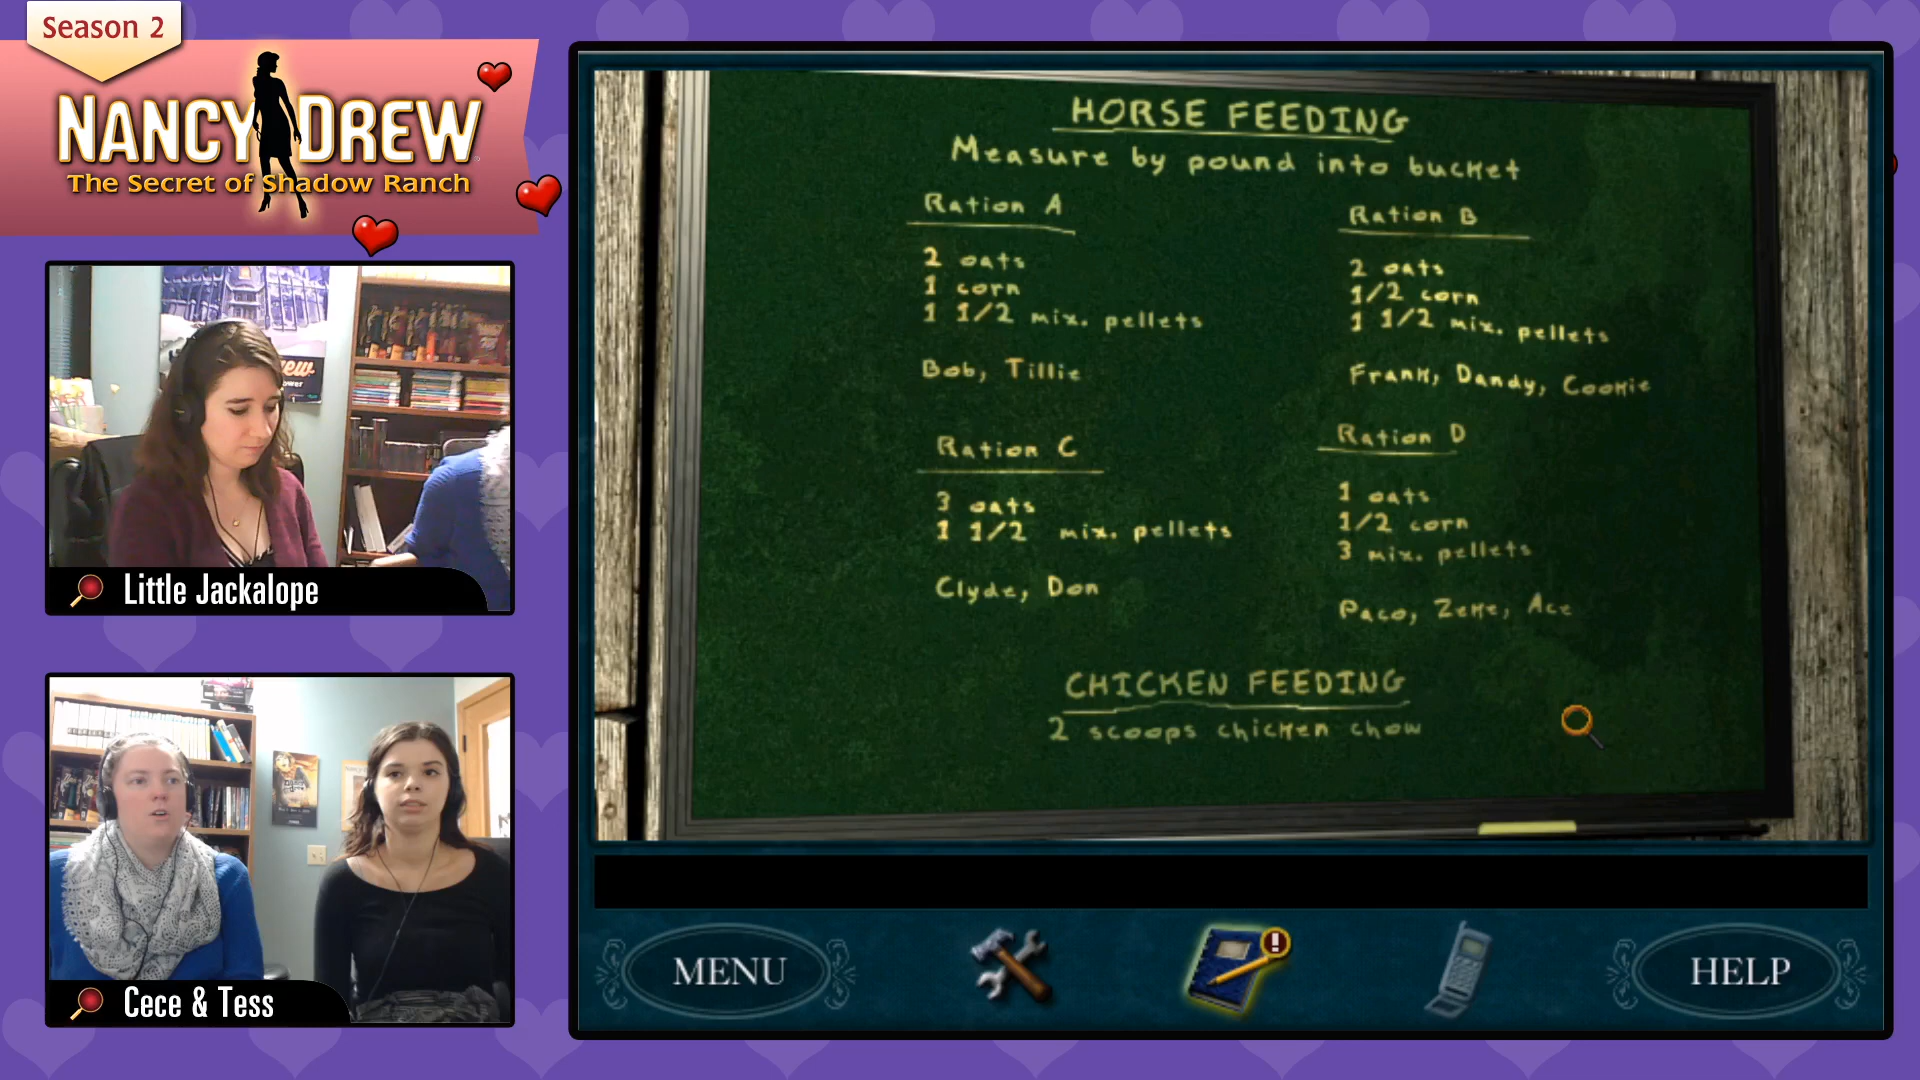 Season 2
NANCY DREW
The Secret of Shadow Ranch
Little Jackalope
Cece & Tess
HORSE FEEDING
Measure by pound into bucket
Ration A
2 oats
1 corn
1 1/2 mix. pellets
Bob, Tillie
Ration B
2 oats
1/2 corn
1 1/2 mix. pellets
Frank, Dandy, Cookie
Ration C
3 oats
1 1/2 mix. pellets
Clyde, Don
Ration D
1 oats
1/2 corn
3 mix. pellets
Paco, Zeke, Ace
CHICKEN FEEDING
2 scoops chicken chow
MENU
HELP